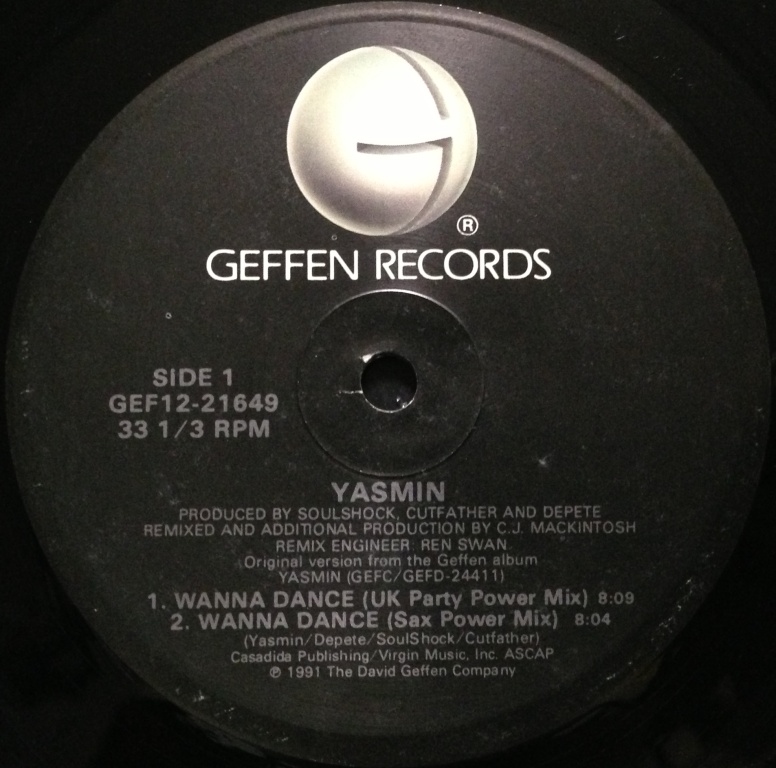 ®
GEFFEN RECORDS
SIDE 1
GEF12-21649
33 1/3 RPM
YASMIN
PRODUCED BY SOULSHOCK, CUTFATHER AND DEPETE
REMIXED AND ADDITIONAL PRODUCTION BY C.J. MACKINTOSH
REMIX ENGINEER: REN SWAN
Original version from the Geffen album
YASMIN (GEFC/GEFD-24411)
1. WANNA DANCE (UK Party Power Mix) 8:09
2. WANNA DANCE (Sax Power Mix) 8:04
(Yasmin/Depete/SoulShock/Cutfather)
Casadida Publishing/Virgin Music, Inc. ASCAP
℗ 1991 The David Geffen Company